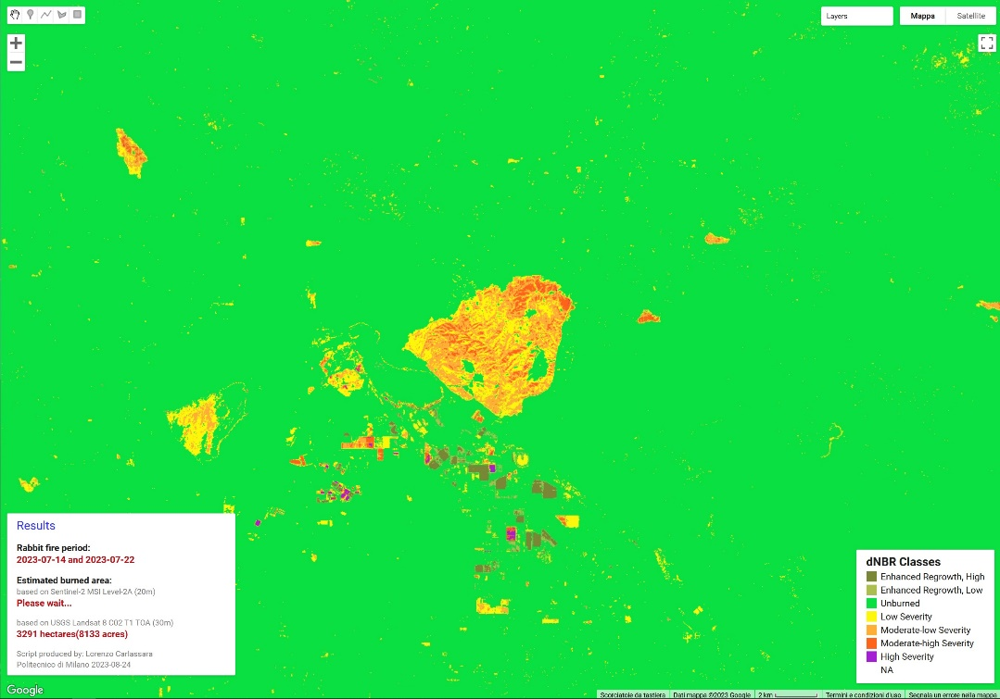 Layers
Mappa Satellite
Results
Rabbit fire period:
2023-07-14 and 2023-07-22
Estimated burned area:
based on Sentinel-2 MSI Level-2A (20m)
Please wait...
based on USGS Landsat 8 C02 T1 TOA (30m)
3291 hectares(8133 acres)
Script produced by: Lorenzo Carlassara
Politecnico di Milano 2023-08-24
dNBR Classes
Enhanced Regrowth, High
Enhanced Regrowth, Low
Unburned
Low Severity
Moderate-low Severity
Moderate-high Severity
High Severity
NA
Google
Scorciatoie da tastiera Dati mappa ©2023 Google 2 km Termini e condizioni d'uso Segnala un errore nella mappa